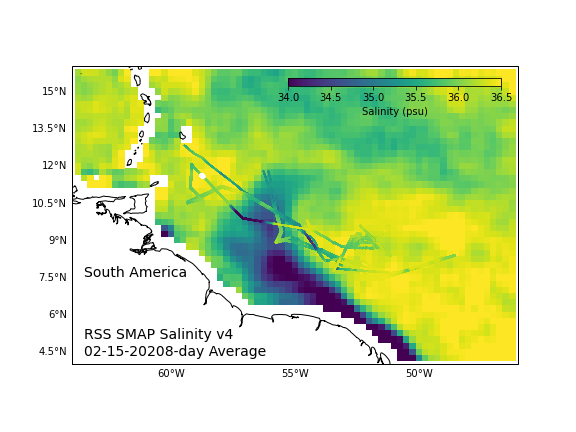 15°N
13.5°N
12°N
10.5°N
9°N
7.5°N
6°N
4.5°N
34.0 34.5 35.0 35.5 36.0 36.5
Salinity (psu)
South America
RSS SMAP Salinity v4
02-15-20208-day Average
60°W 55°W 50°W